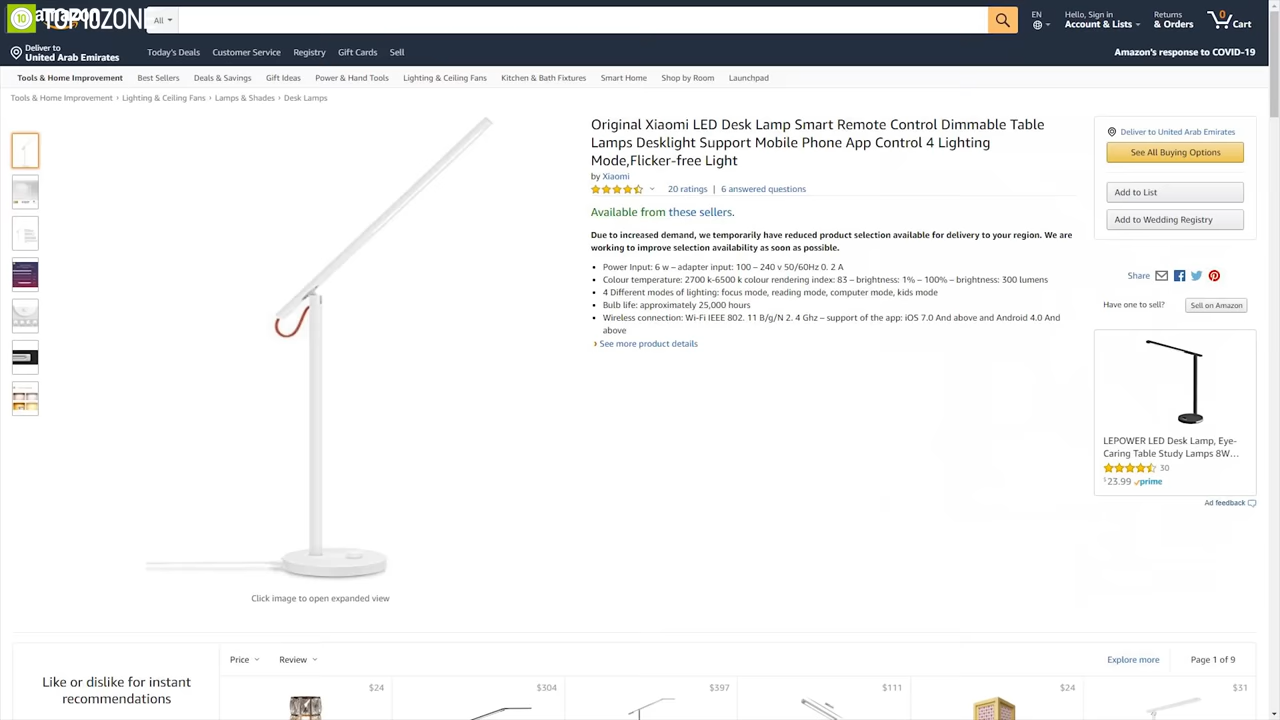 10
TOP10ZONE
All
EN
Hello, Sign in
Account & Lists
Returns
& Orders
0
Cart
Deliver to
United Arab Emirates
Today's Deals
Customer Service
Registry
Gift Cards
Sell
Amazon's response to COVID-19
Tools & Home Improvement
Best Sellers
Deals & Savings
Gift Ideas
Power & Hand Tools
Lighting & Ceiling Fans
Kitchen & Bath Fixtures
Smart Home
Shop by Room
Launchpad
Tools & Home Improvement › Lighting & Ceiling Fans › Lamps & Shades › Desk Lamps
Original Xiaomi LED Desk Lamp Smart Remote Control Dimmable Table
Lamps Desklight Support Mobile Phone App Control 4 Lighting
Mode,Flicker-free Light
by Xiaomi
20 ratings | 6 answered questions
Available from these sellers.
Due to increased demand, we temporarily have reduced product selection available for delivery to your region. We are
working to improve selection availability as soon as possible.
• Power Input: 6 w – adapter input: 100 – 240 v 50/60Hz 0. 2 A
• Colour temperature: 2700 k-6500 k colour rendering index: 83 – brightness: 1% – 100% – brightness: 300 lumens
• 4 Different modes of lighting: focus mode, reading mode, computer mode, kids mode
• Bulb life: approximately 25,000 hours
• Wireless connection: Wi-Fi IEEE 802. 11 B/g/N 2. 4 Ghz – support of the app: iOS 7.0 And above and Android 4.0 And
above
› See more product details
Click image to open expanded view
Deliver to United Arab Emirates
See All Buying Options
Add to List
Add to Wedding Registry
Share
Have one to sell?
Sell on Amazon
LEPOWER LED Desk Lamp, Eye-
Caring Table Study Lamps 8W...
30
$23.99 prime
Ad feedback
Like or dislike for instant
recommendations
Price
Review
Explore more
Page 1 of 9
$24
$304
$397
$111
$24
$31